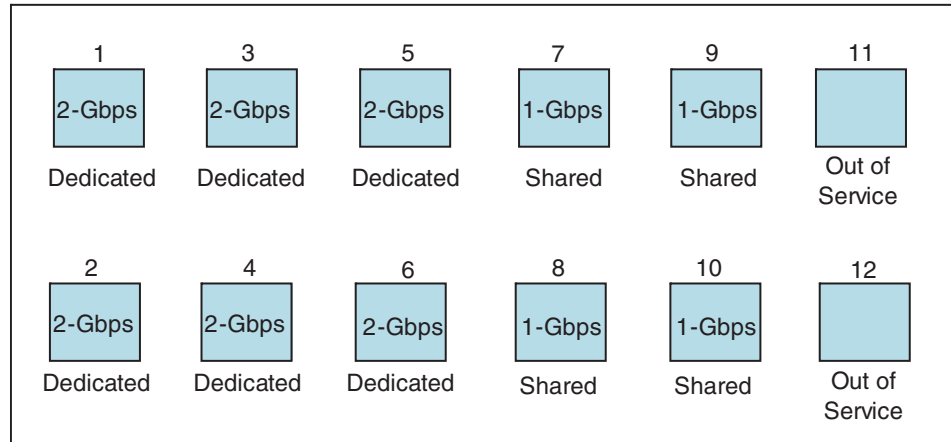 1 3 5 7 9 11
2-Gbps 2-Gbps 2-Gbps 1-Gbps 1-Gbps
Dedicated Dedicated Dedicated Shared Shared Out of
Service
2 4 6 8 10 12
2-Gbps 2-Gbps 2-Gbps 1-Gbps 1-Gbps
Dedicated Dedicated Dedicated Shared Shared Out of
Service